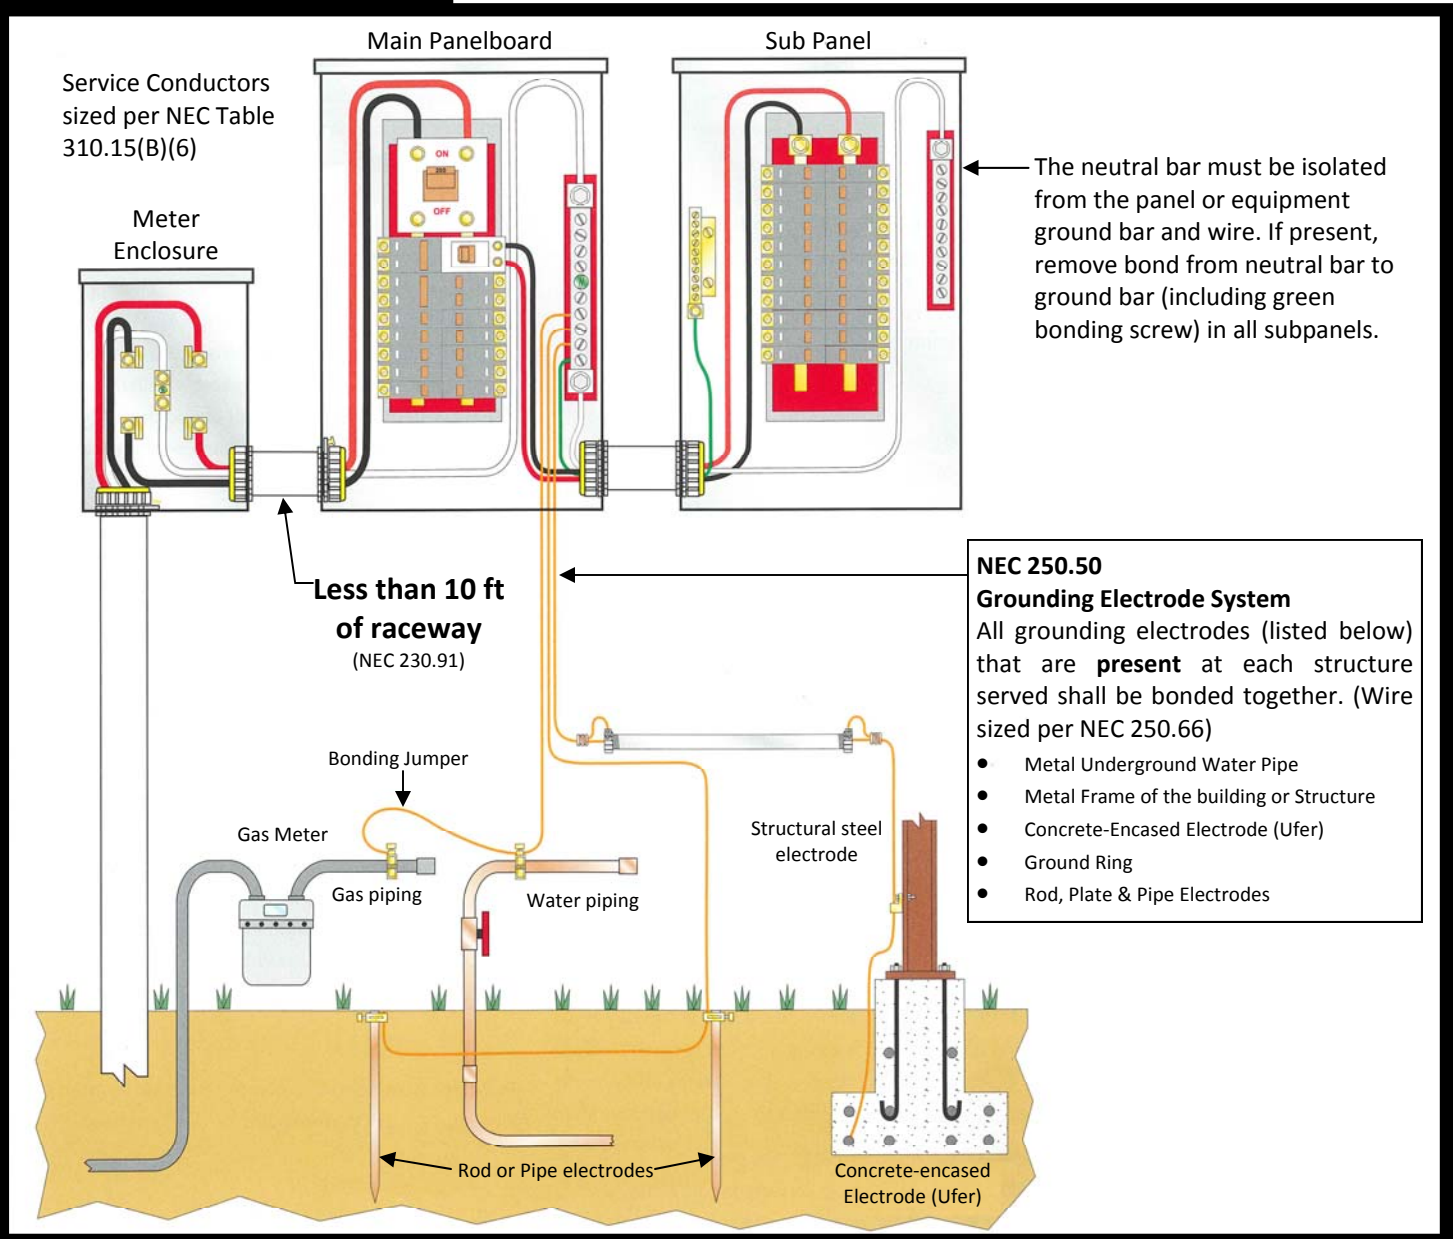 Main Panelboard
Sub Panel
Service Conductors
sized per NEC Table
310.15(B)(6)
Meter
Enclosure
ON
200
OFF
The neutral bar must be isolated
from the panel or equipment
ground bar and wire. If present,
remove bond from neutral bar to
ground bar (including green
bonding screw) in all subpanels.
Less than 10 ft
of raceway
(NEC 230.91)
NEC 250.50
Grounding Electrode System
All grounding electrodes (listed below)
that are present at each structure
served shall be bonded together. (Wire
sized per NEC 250.66)
• Metal Underground Water Pipe
• Metal Frame of the building or Structure
• Concrete-Encased Electrode (Ufer)
• Ground Ring
• Rod, Plate & Pipe Electrodes
Bonding Jumper
Gas Meter
Gas piping
Water piping
Structural steel
electrode
Rod or Pipe electrodes
Concrete-encased
Electrode (Ufer)